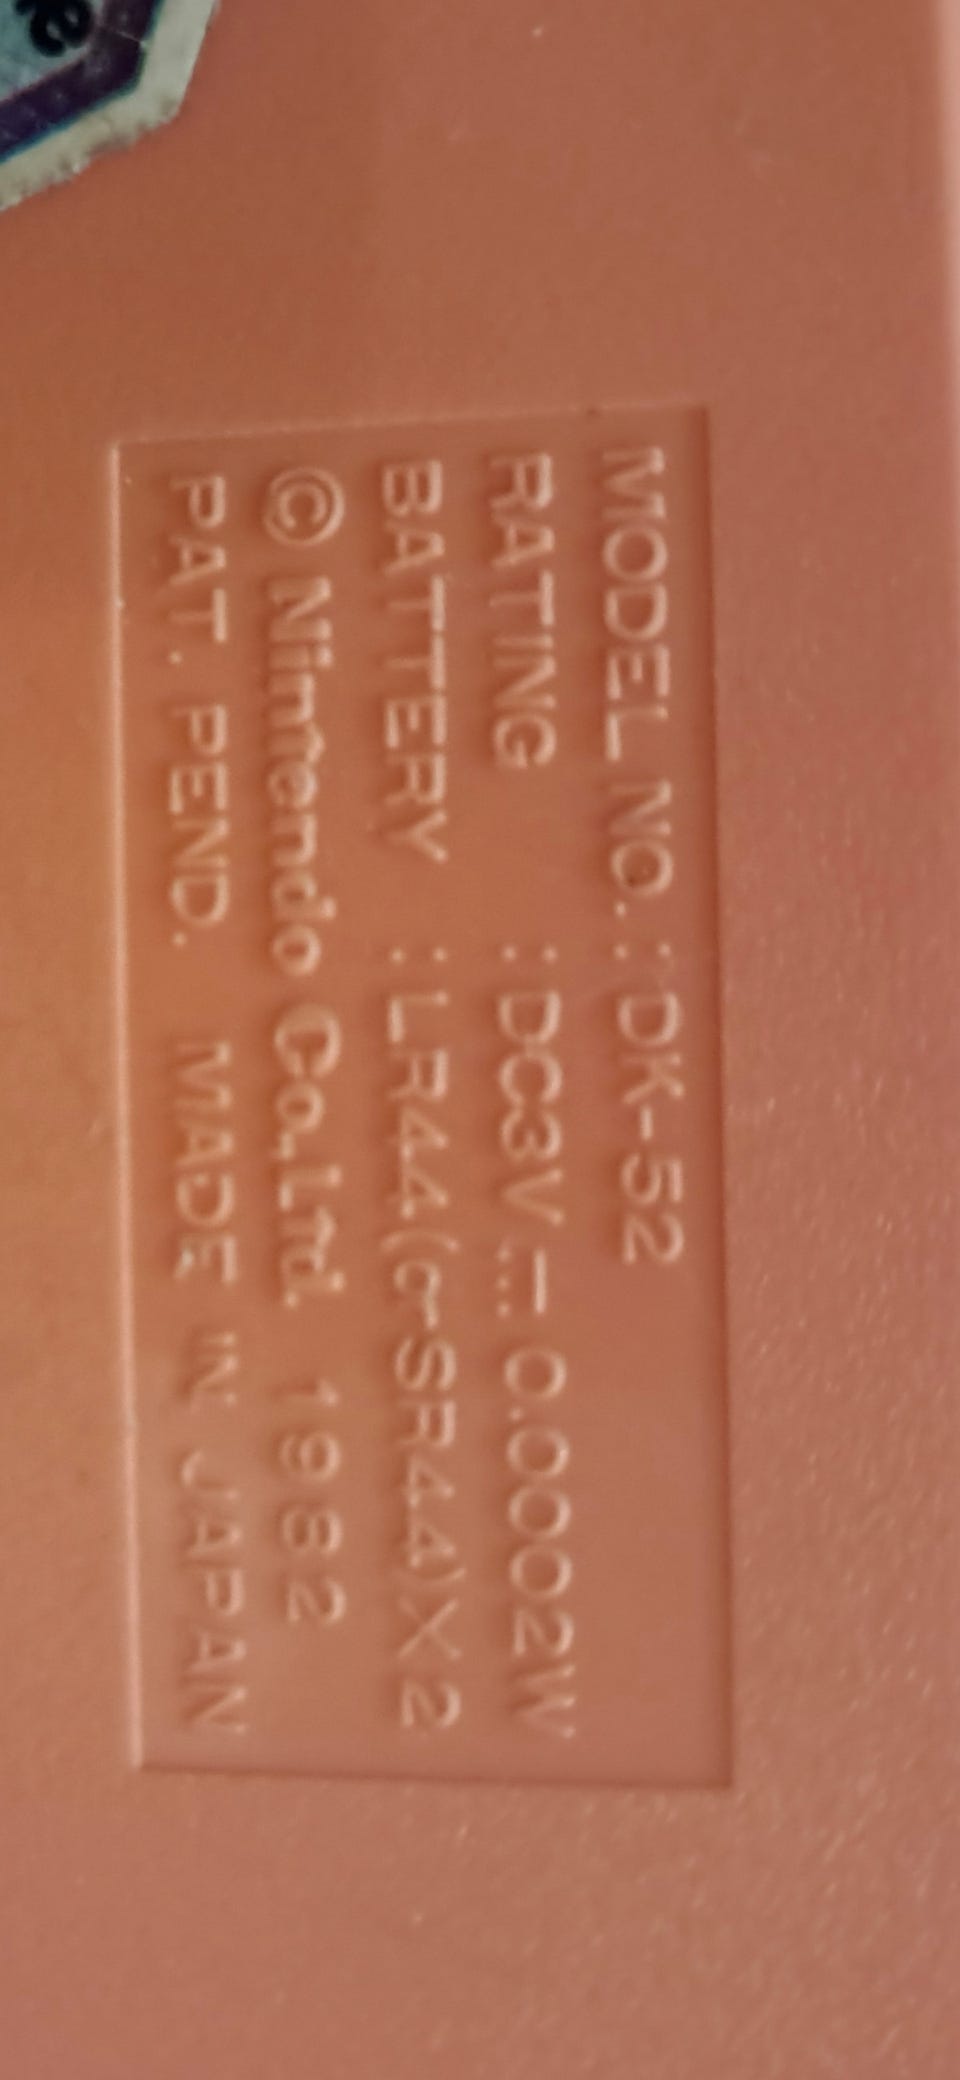 MODEL NO. : DK-52
RATING : DC3V ⎓ 0.0002W
BATTERY : LR44(or SR44)X2
© Nintendo Co.,Ltd. 1982
PAT. PEND. MADE IN JAPAN